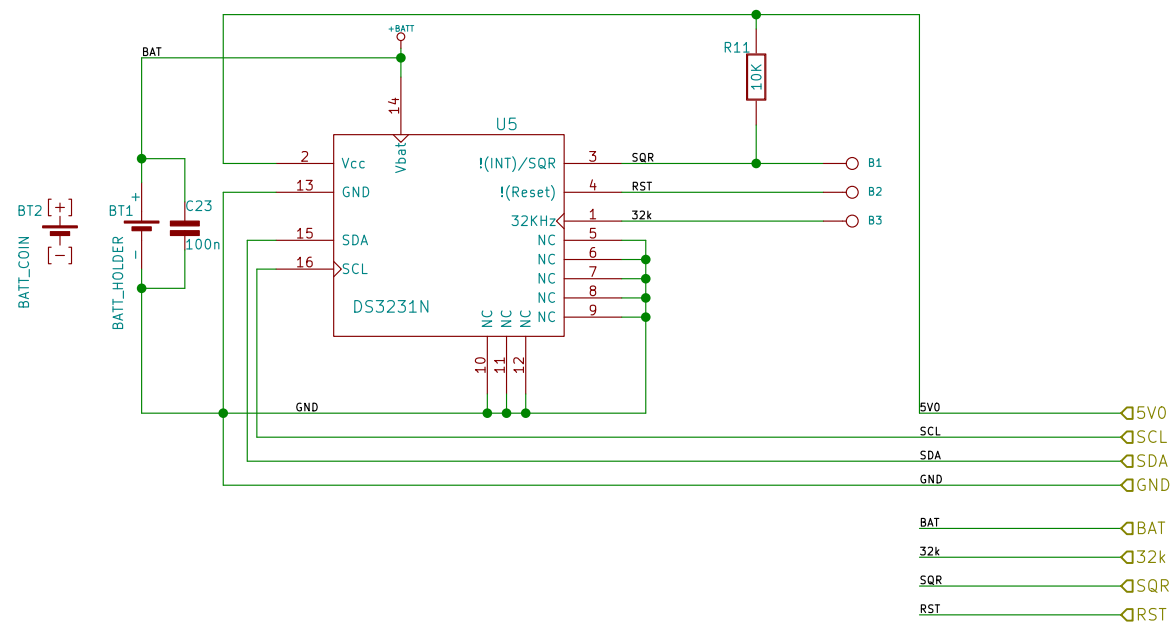 +BATT
BAT
R11
10K
14
U5
Vbat
2
Vcc
!(INT)/SQR
3
SQR
B1
13
GND
!(Reset)
4
RST
B2
32KHz
1
32k
B3
BT2
[+]
[-]
BATT_COIN
BT1
+
-
BATT_HOLDER
C23
100n
15
SDA
NC
5
NC
6
16
SCL
NC
7
NC
8
NC
9
DS3231N
NC
NC
NC
10
11
12
GND
5V0
5V0
SCL
SCL
SDA
SDA
GND
GND
BAT
BAT
32k
32k
SQR
SQR
RST
RST